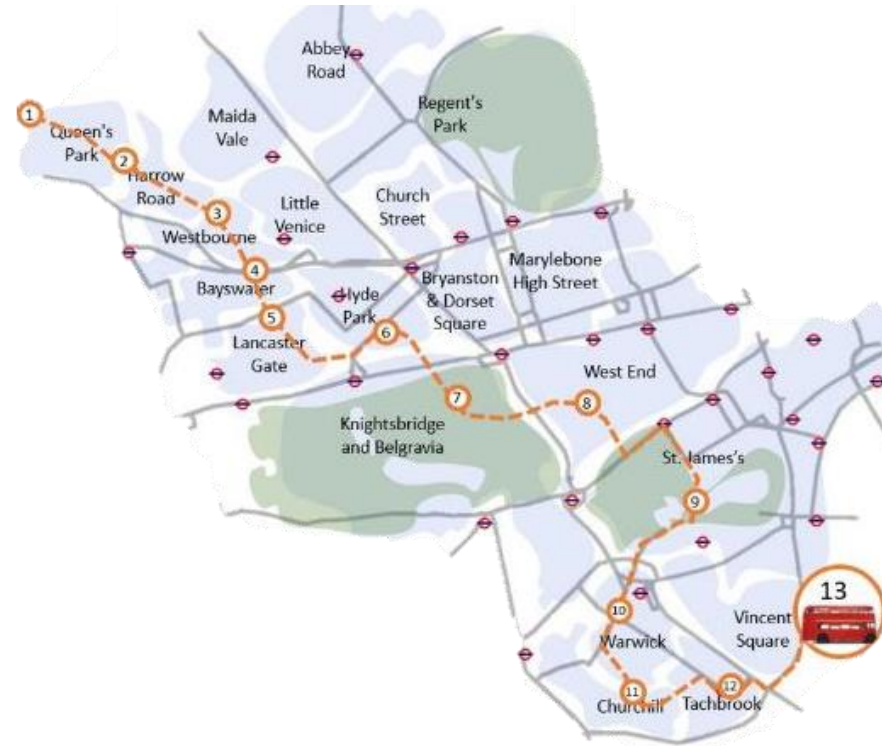 Abbey
Road
Regent's
Park
Maida
Vale
1
Queen's
Park
2
Harrow
Road
3
Little
Venice
Church
Street
Westbourne
4
Bayswater
Hyde
Park
Bryanston
& Dorset
Square
Marylebone
High Street
5
6
Lancaster
Gate
West End
7
8
Knightsbridge
and Belgravia
St. James's
9
10
Warwick
Vincent
Square
13
11
Churchill
12
Tachbrook